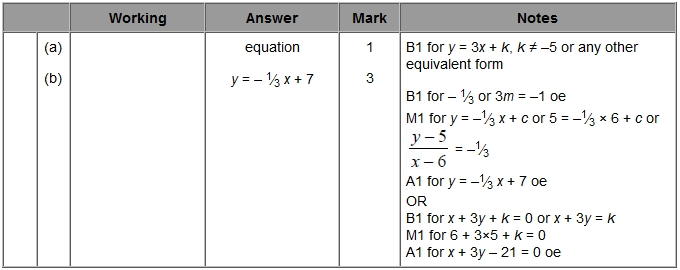 Working Answer Mark Notes
(a) equation 1 B1 for y = 3x + k, k ≠ –5 or any other
equivalent form
(b) y = – ⅓ x + 7 3
B1 for – ⅓ or 3m = –1 oe
M1 for y = –⅓ x + c or 5 = –⅓ × 6 + c or
y – 5
x – 6
= –⅓
A1 for y = –⅓ x + 7 oe
OR
B1 for x + 3y + k = 0 or x + 3y = k
M1 for 6 + 3×5 + k = 0
A1 for x + 3y – 21 = 0 oe